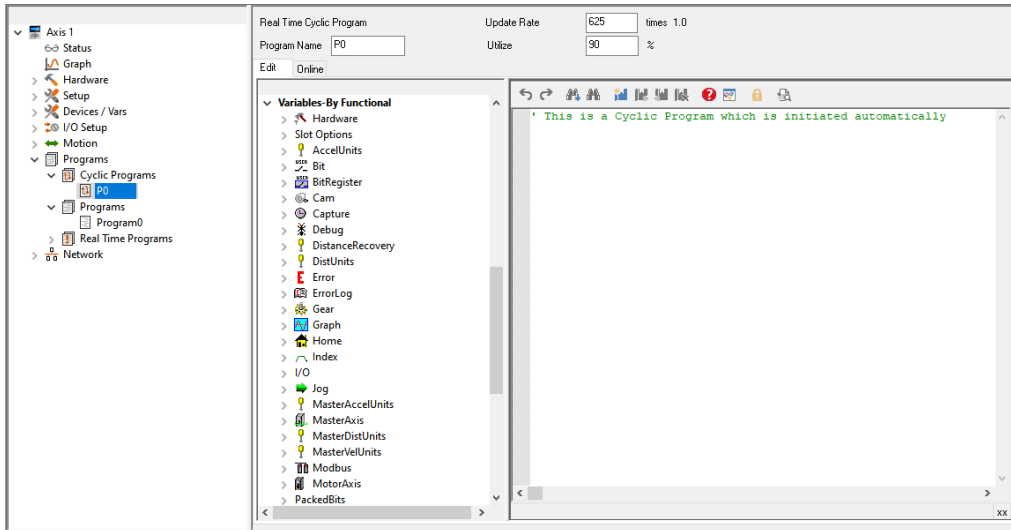 Axis 1
Status
Graph
Hardware
Setup
Devices / Vars
I/O Setup
Motion
Programs
Cyclic Programs
P0
Programs
Program0
Real Time Programs
Network
Real Time Cyclic Program
Update Rate 625 times 1.0
Program Name P0
Utilize 90 %
Edit Online
Variables-By Functional
Hardware
Slot Options
AccelUnits
Bit
BitRegister
Cam
Capture
Debug
DistanceRecovery
DistUnits
Error
ErrorLog
Gear
Graph
Home
Index
I/O
Jog
MasterAccelUnits
MasterAxis
MasterDistUnits
MasterVelUnits
Modbus
MotorAxis
PackedBits
' This is a Cyclic Program which is initiated automatically
xx